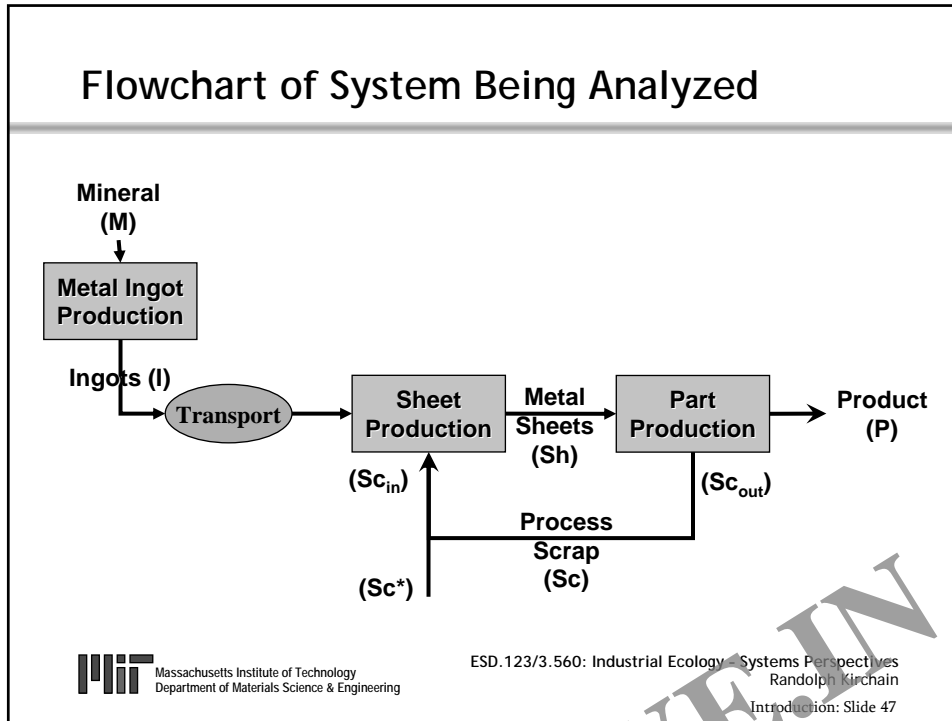 Flowchart of System Being Analyzed
Mineral
(M)
Metal Ingot
Production
Ingots (I)
Transport
Sheet
Production
Metal
Sheets
(Sh)
Part
Production
Product
(P)
(Sc_in)
(Sc_out)
Process
Scrap
(Sc)
(Sc*)
Massachusetts Institute of Technology
Department of Materials Science & Engineering
ESD.123/3.560: Industrial Ecology - Systems Perspectives
Randolph Kirchain
Introduction: Slide 47